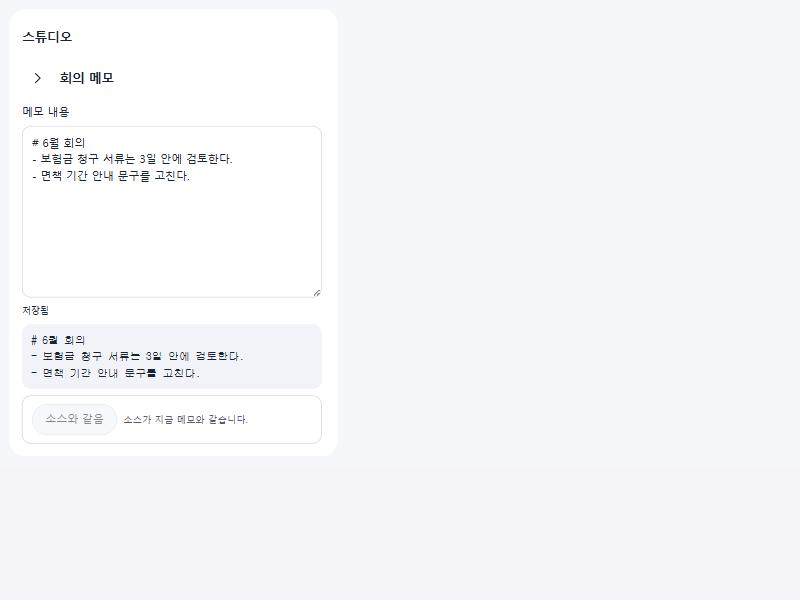 스튜디오
회의 메모
메모 내용
# 6월 회의
- 보험금 청구 서류는 3일 안에 검토한다.
- 면책 기간 안내 문구를 고친다.
저장됨
# 6월 회의
- 보험금 청구 서류는 3일 안에 검토한다.
- 면책 기간 안내 문구를 고친다.
소스와 같음 소스가 지금 메모와 같습니다.